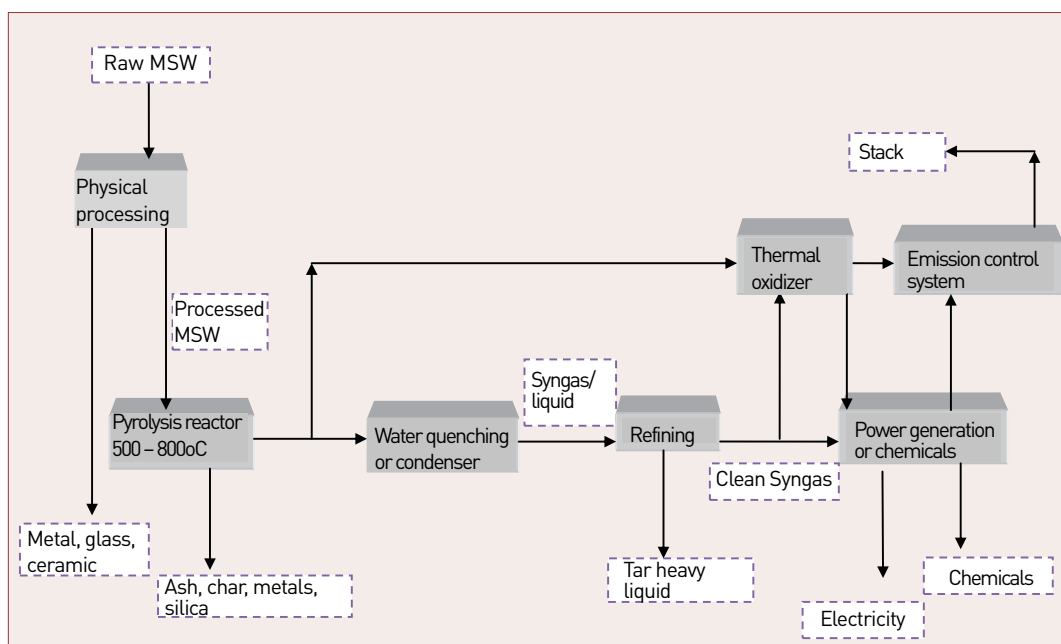 Raw MSW
Physical
processing
Stack
Thermal
oxidizer
Emission control
system
Processed
MSW
Syngas/
liquid
Pyrolysis reactor
500 – 800oC
Water quenching
or condenser
Refining
Power generation
or chemicals
Clean Syngas
Metal, glass,
ceramic
Ash, char, metals,
silica
Tar heavy
liquid
Chemicals
Electricity